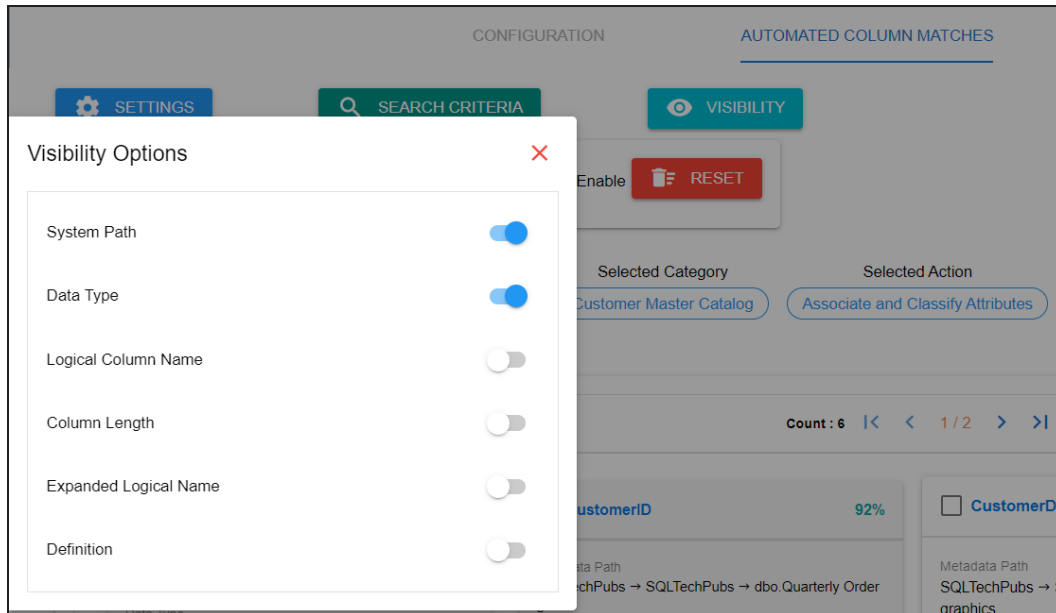 CONFIGURATION
AUTOMATED COLUMN MATCHES
SETTINGS
SEARCH CRITERIA
VISIBILITY
Visibility Options
System Path
Data Type
Logical Column Name
Column Length
Expanded Logical Name
Definition
Enable
RESET
Selected Category
Selected Action
Customer Master Catalog
Associate and Classify Attributes
Count : 6
1 / 2
ustomerID
92%
CustomerD
ata Path
echPubs → SQLTechPubs → dbo.Quarterly Order
Metadata Path
SQLTechPubs →
graphics